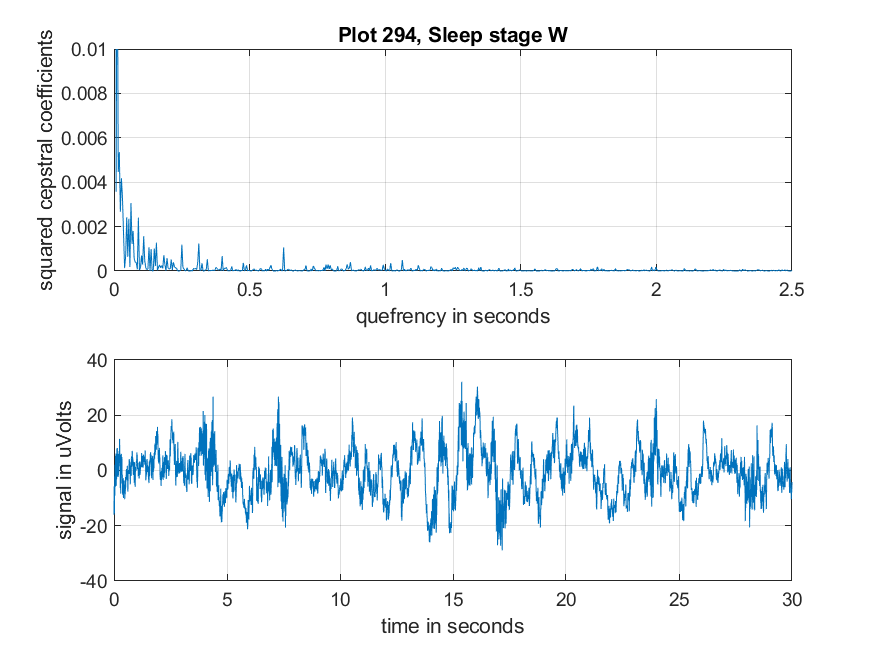 Plot 294, Sleep stage W
squared cepstral coefficients
0.01
0.008
0.006
0.004
0.002
0
0 0.5 1 1.5 2 2.5
quefrency in seconds
signal in uVolts
40
20
0
-20
-40
0 5 10 15 20 25 30
time in seconds